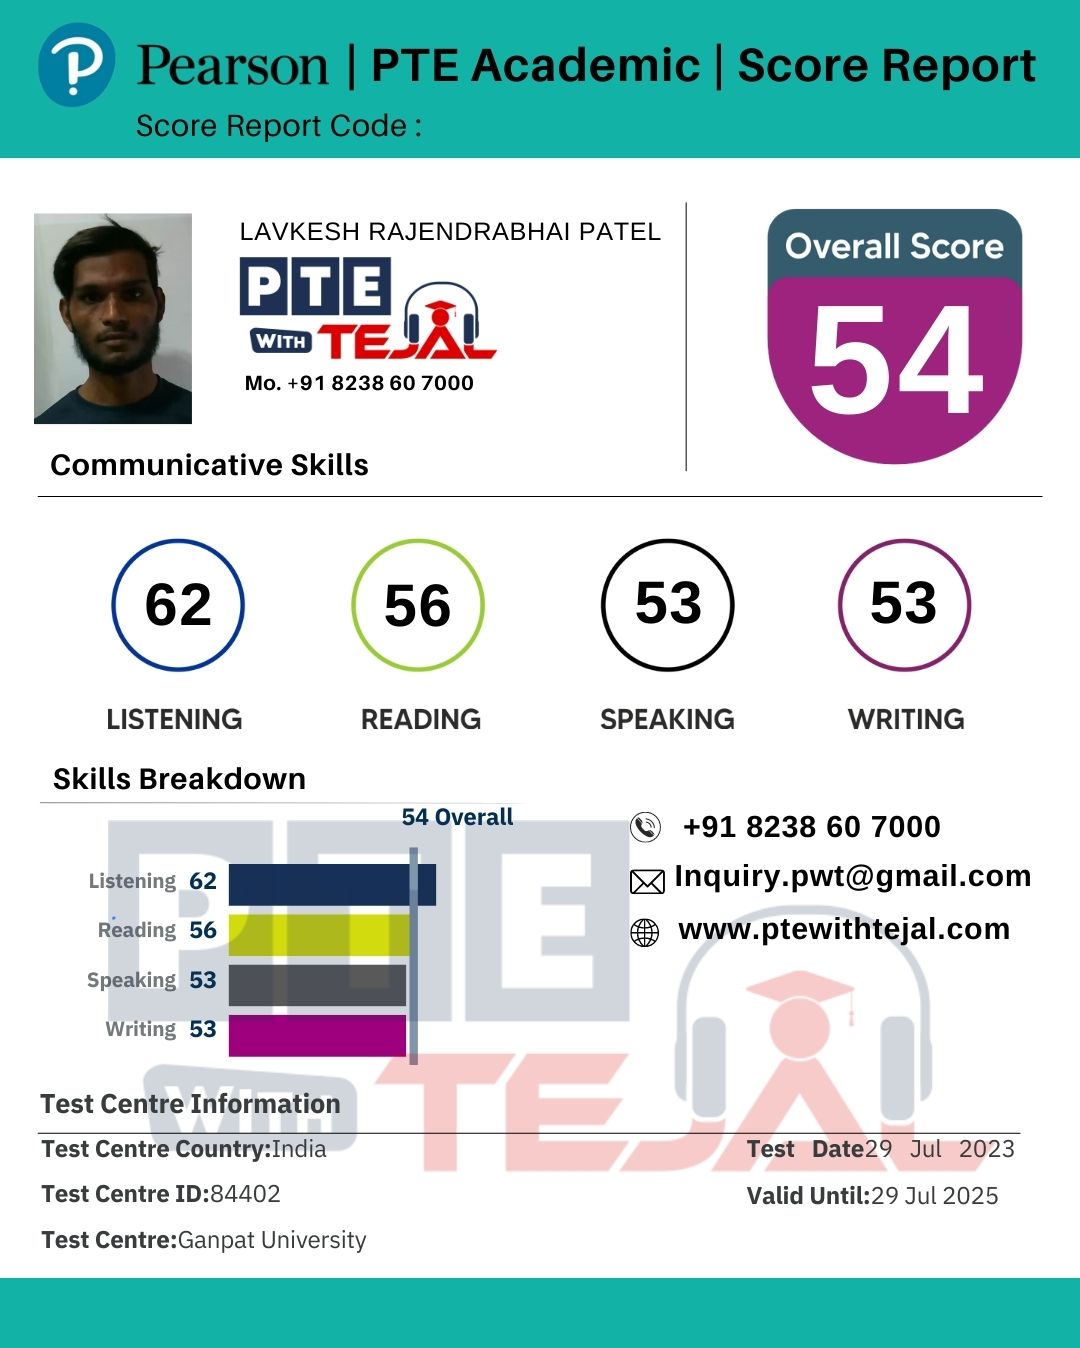 Pearson | PTE Academic | Score Report
Score Report Code :
LAVKESH RAJENDRABHAI PATEL
PTE
WITH TEJAL
Mo. +91 8238 60 7000
Overall Score
54
Communicative Skills
62 56 53 53
LISTENING READING SPEAKING WRITING
Skills Breakdown
54 Overall
Listening 62
Reading 56
Speaking 53
Writing 53
+91 8238 60 7000
Inquiry.pwt@gmail.com
www.ptewithtejal.com
PTE
WITH TEJAL
Test Centre Information
Test Centre Country:India
Test Date29 Jul 2023
Test Centre ID:84402
Valid Until:29 Jul 2025
Test Centre:Ganpat University